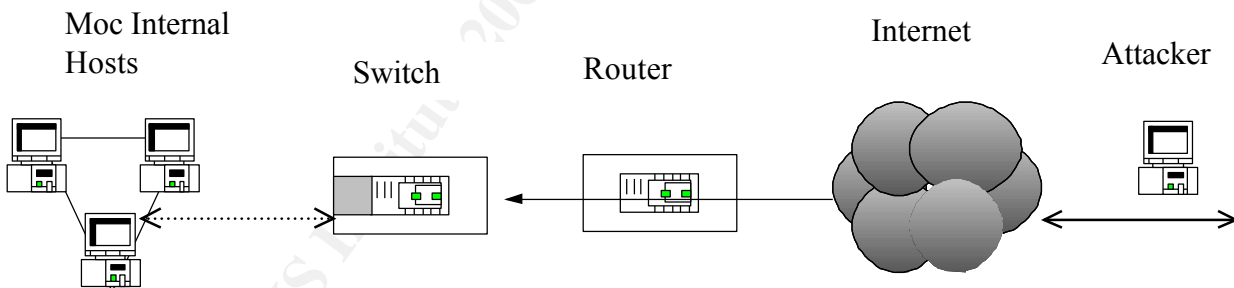 Moc Internal
Hosts
Switch
Router
Internet
Attacker